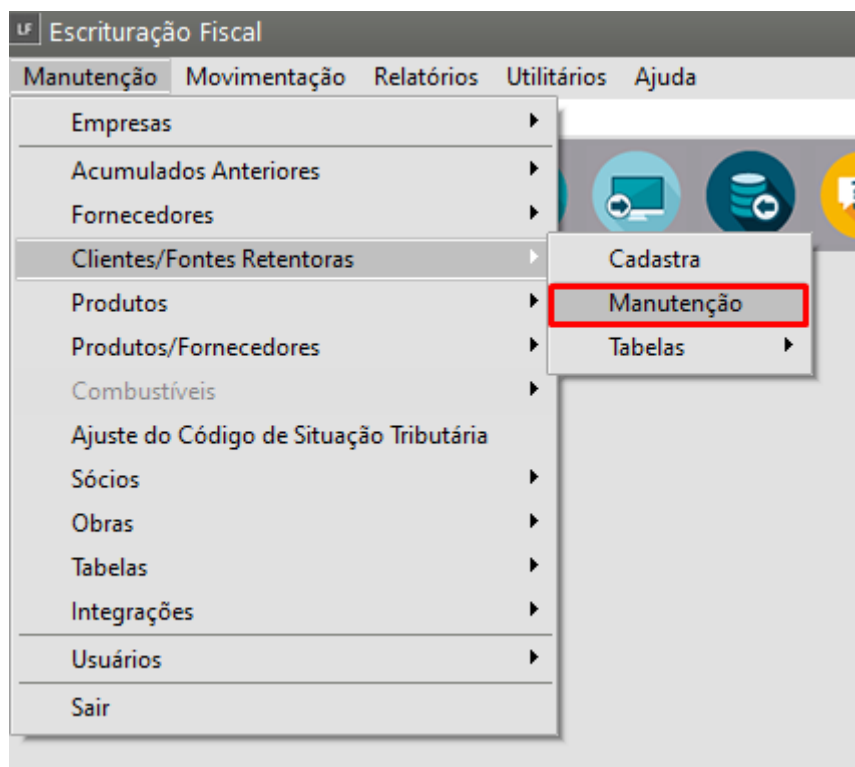 LF Escrituração Fiscal
Manutenção Movimentação Relatórios Utilitários Ajuda
Empresas
Acumulados Anteriores
Fornecedores
Clientes/Fontes Retentoras
Cadastra
Produtos
Manutenção
Produtos/Fornecedores
Tabelas
Combustíveis
Ajuste do Código de Situação Tributária
Sócios
Obras
Tabelas
Integrações
Usuários
Sair